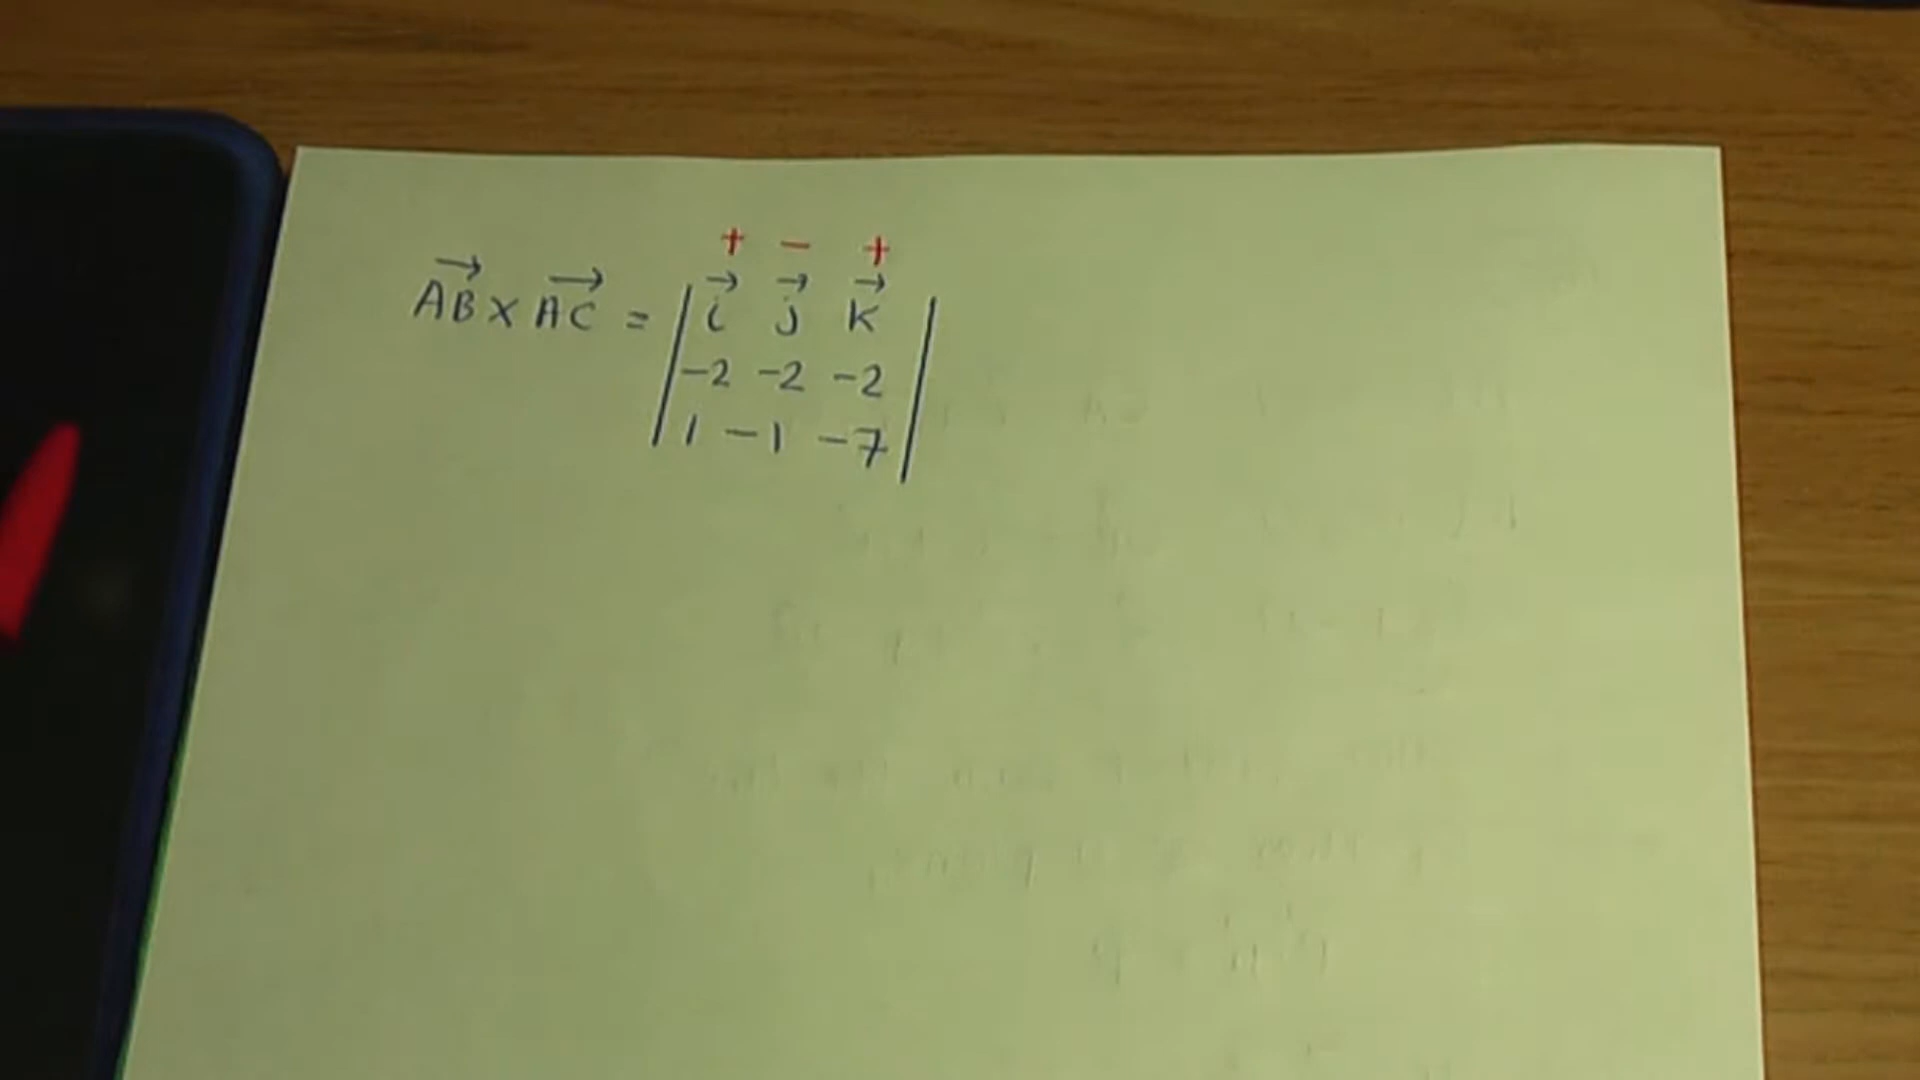 + − +
→ → → → →
AB × AC = | i j k |
| -2 -2 -2 |
| 1 -1 -7 |